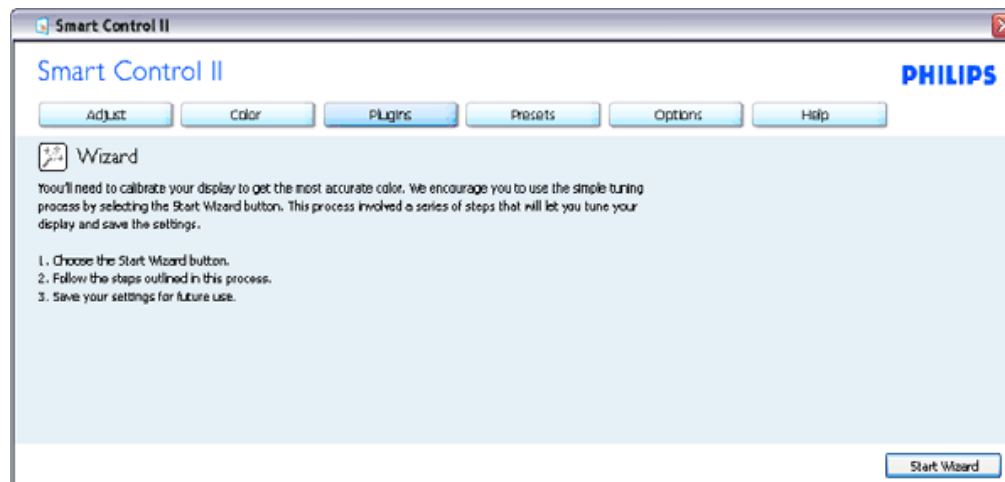 Smart Control II
Smart Control II
PHILIPS
Adjust Color Plugins Presets Options Help
Wizard
Yoou'll need to calibrate your display to get the most accurate color. We encourage you to use the simple tuning
process by selecting the Start Wizard button. This process involved a series of steps that will let you tune your
display and save the settings.
1. Choose the Start Wizard button.
2. Follow the steps outlined in this process.
3. Save your settings for future use.
Start Wizard